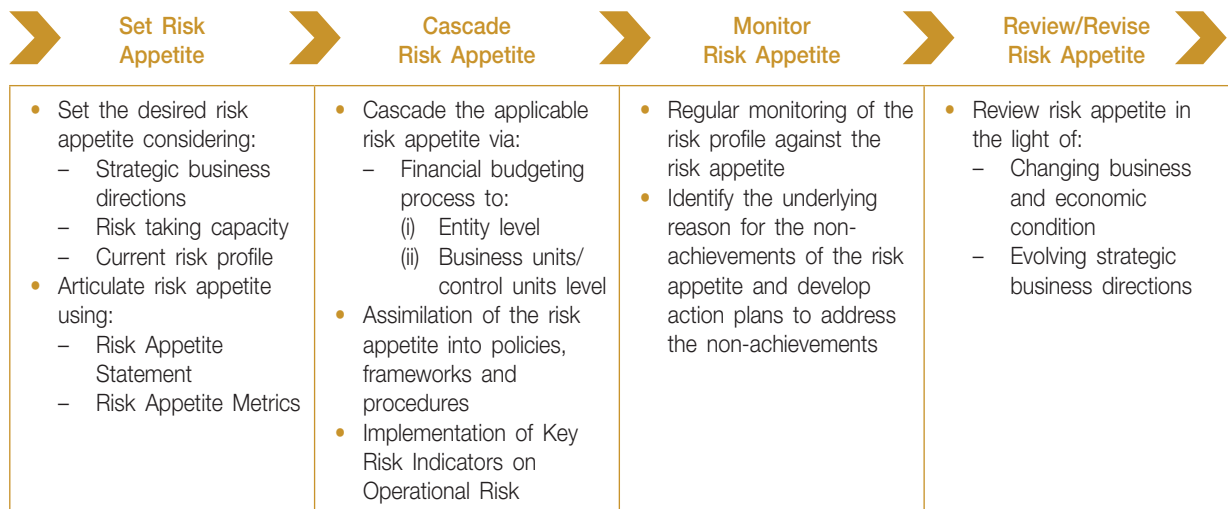 Set Risk
Appetite
Cascade
Risk Appetite
Monitor
Risk Appetite
Review/Revise
Risk Appetite
• Set the desired risk
appetite considering:
– Strategic business
directions
– Risk taking capacity
– Current risk profile
• Articulate risk appetite
using:
– Risk Appetite
Statement
– Risk Appetite Metrics
• Cascade the applicable
risk appetite via:
– Financial budgeting
process to:
(i) Entity level
(ii) Business units/
control units level
• Assimilation of the risk
appetite into policies,
frameworks and
procedures
• Implementation of Key
Risk Indicators on
Operational Risk
• Regular monitoring of the
risk profile against the
risk appetite
• Identify the underlying
reason for the non-
achievements of the risk
appetite and develop
action plans to address
the non-achievements
• Review risk appetite in
the light of:
– Changing business
and economic
condition
– Evolving strategic
business directions